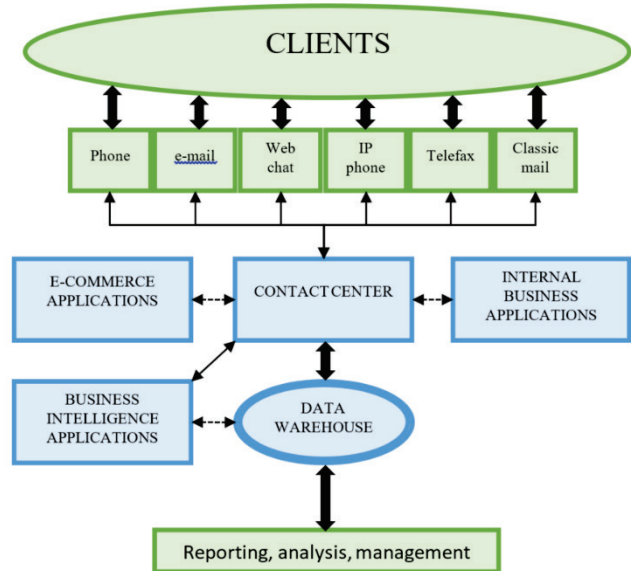 CLIENTS
Phone
e-mail
Web
chat
IP
phone
Telefax
Classic
mail
E-COMMERCE
APPLICATIONS
CONTACT CENTER
INTERNAL
BUSINESS
APPLICATIONS
BUSINESS
INTELLIGENCE
APPLICATIONS
DATA
WAREHOUSE
Reporting, analysis, management